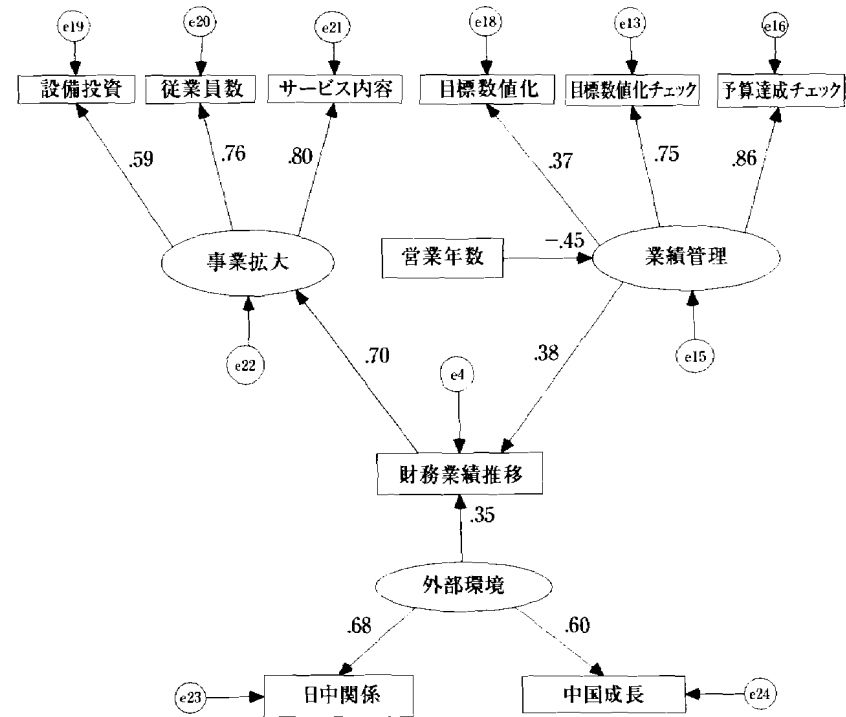 e19
e20
e21
e18
e13
e16
設備投資
従業員数
サービス内容
目標数値化
目標数値化チェック
予算達成チェック
.59
.76
.80
.37
.75
.86
営業年数
-.45
事業拡大
業績管理
e22
.70
e4
.38
e15
財務業績推移
.35
外部環境
.68
.60
e23
日中関係
中国成長
e24